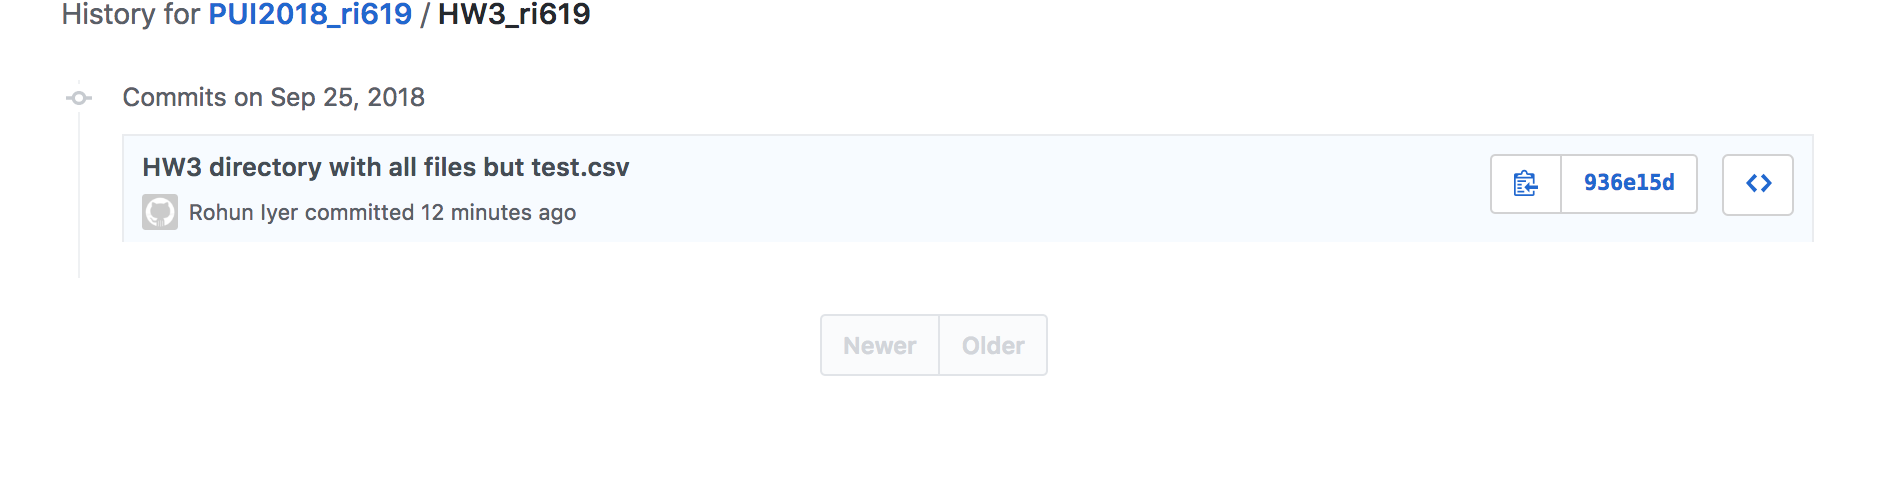 History for PUI2018_ri619 / HW3_ri619
Commits on Sep 25, 2018
HW3 directory with all files but test.csv
Rohun Iyer committed 12 minutes ago
936e15d
Newer Older